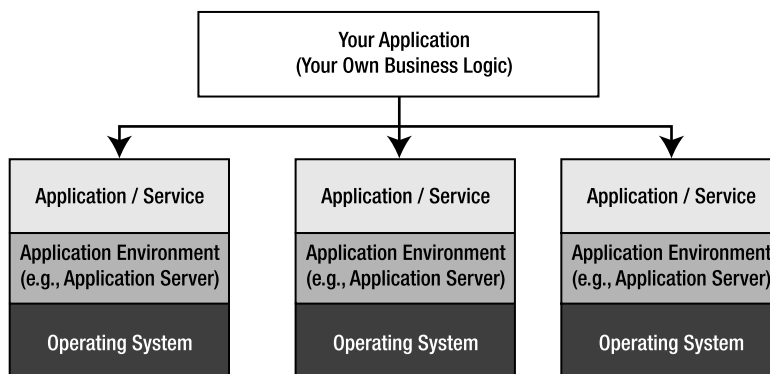 Your Application
(Your Own Business Logic)
Application / Service
Application Environment
(e.g., Application Server)
Operating System
Application / Service
Application Environment
(e.g., Application Server)
Operating System
Application / Service
Application Environment
(e.g., Application Server)
Operating System